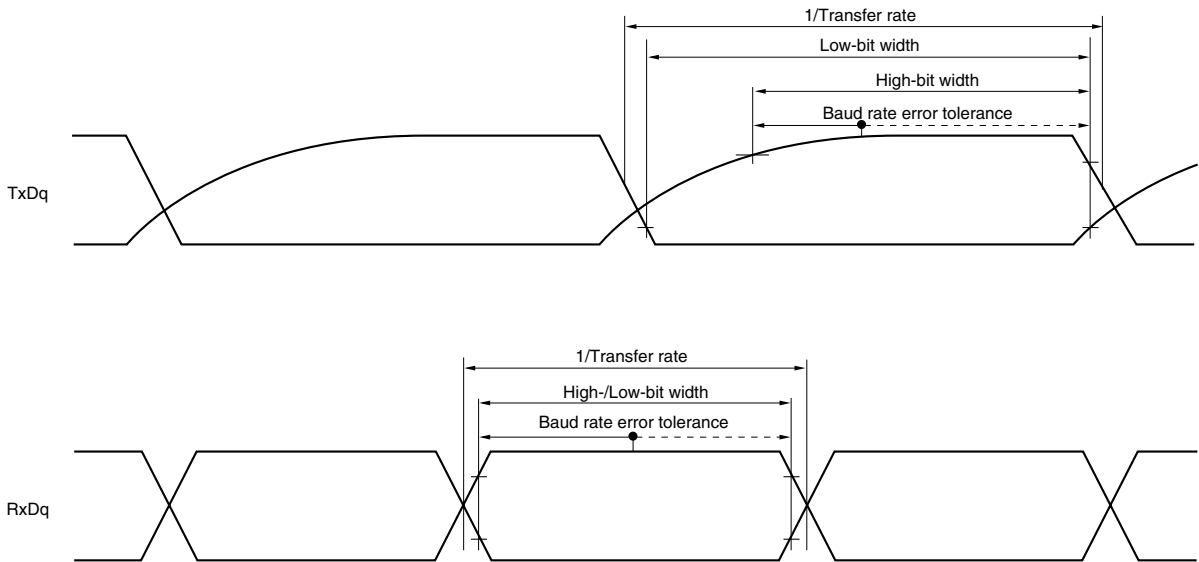 1/Transfer rate
Low-bit width
High-bit width
Baud rate error tolerance
TxDq
1/Transfer rate
High-/Low-bit width
Baud rate error tolerance
RxDq